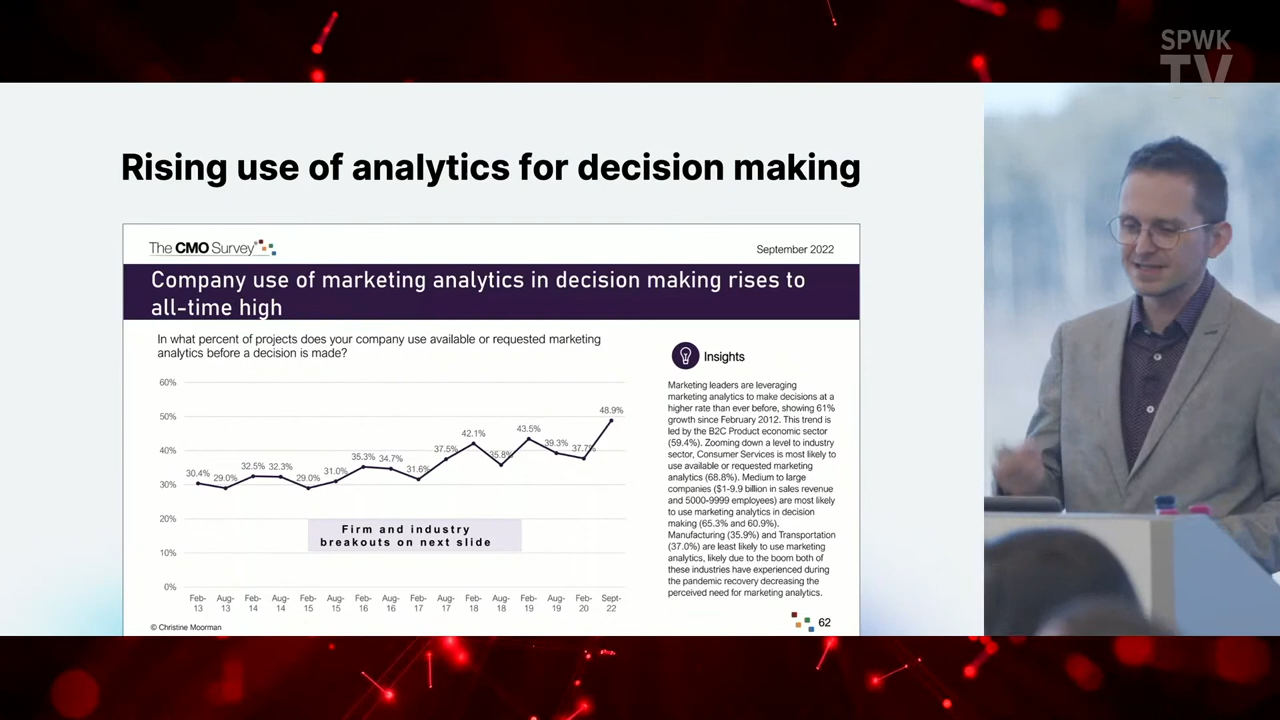 SPWK
TV
Rising use of analytics for decision making
The CMO Survey
September 2022
Company use of marketing analytics in decision making rises to
all-time high
In what percent of projects does your company use available or requested marketing
analytics before a decision is made?
60%
50%
40%
30%
20%
10%
0%
30.4%
29.0%
32.5%
32.3%
29.0%
31.0%
35.3%
34.7%
31.6%
37.5%
42.1%
35.8%
43.5%
39.3%
37.7%
48.9%
Firm and industry
breakouts on next slide
Feb-13
Aug-13
Feb-14
Aug-14
Feb-15
Aug-15
Feb-16
Aug-16
Feb-17
Aug-17
Feb-18
Aug-18
Feb-19
Aug-19
Feb-20
Sept-22
Insights
Marketing leaders are leveraging
marketing analytics to make decisions at a
higher rate than ever before, showing 61%
growth since February 2012. This trend is
led by the B2C Product economic sector
(59.4%). Zooming down a level to industry
sector, Consumer Services is most likely to
use available or requested marketing
analytics (68.8%). Medium to large
companies ($1-9.9 billion in sales revenue
and 5000-9999 employees) are most likely
to use marketing analytics in decision
making (65.3% and 60.9%).
Manufacturing (35.9%) and Transportation
(37.0%) are least likely to use marketing
analytics, likely due to the boom both of
these industries have experienced during
the pandemic recovery decreasing the
perceived need for marketing analytics.
© Christine Moorman
62